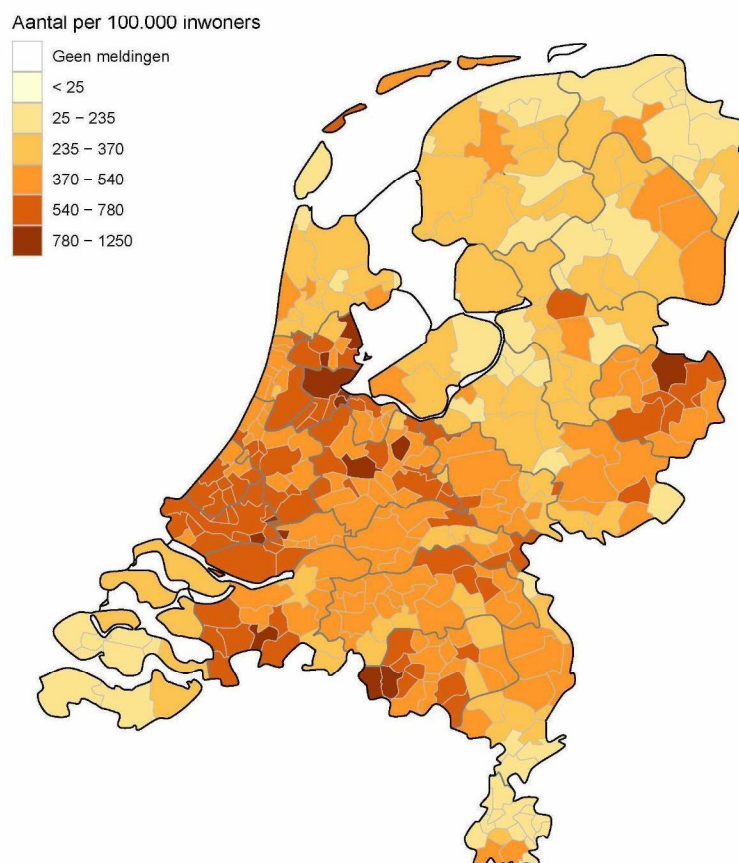 Aantal per 100.000 inwoners
Geen meldingen
< 25
25 – 235
235 – 370
370 – 540
540 – 780
780 – 1250